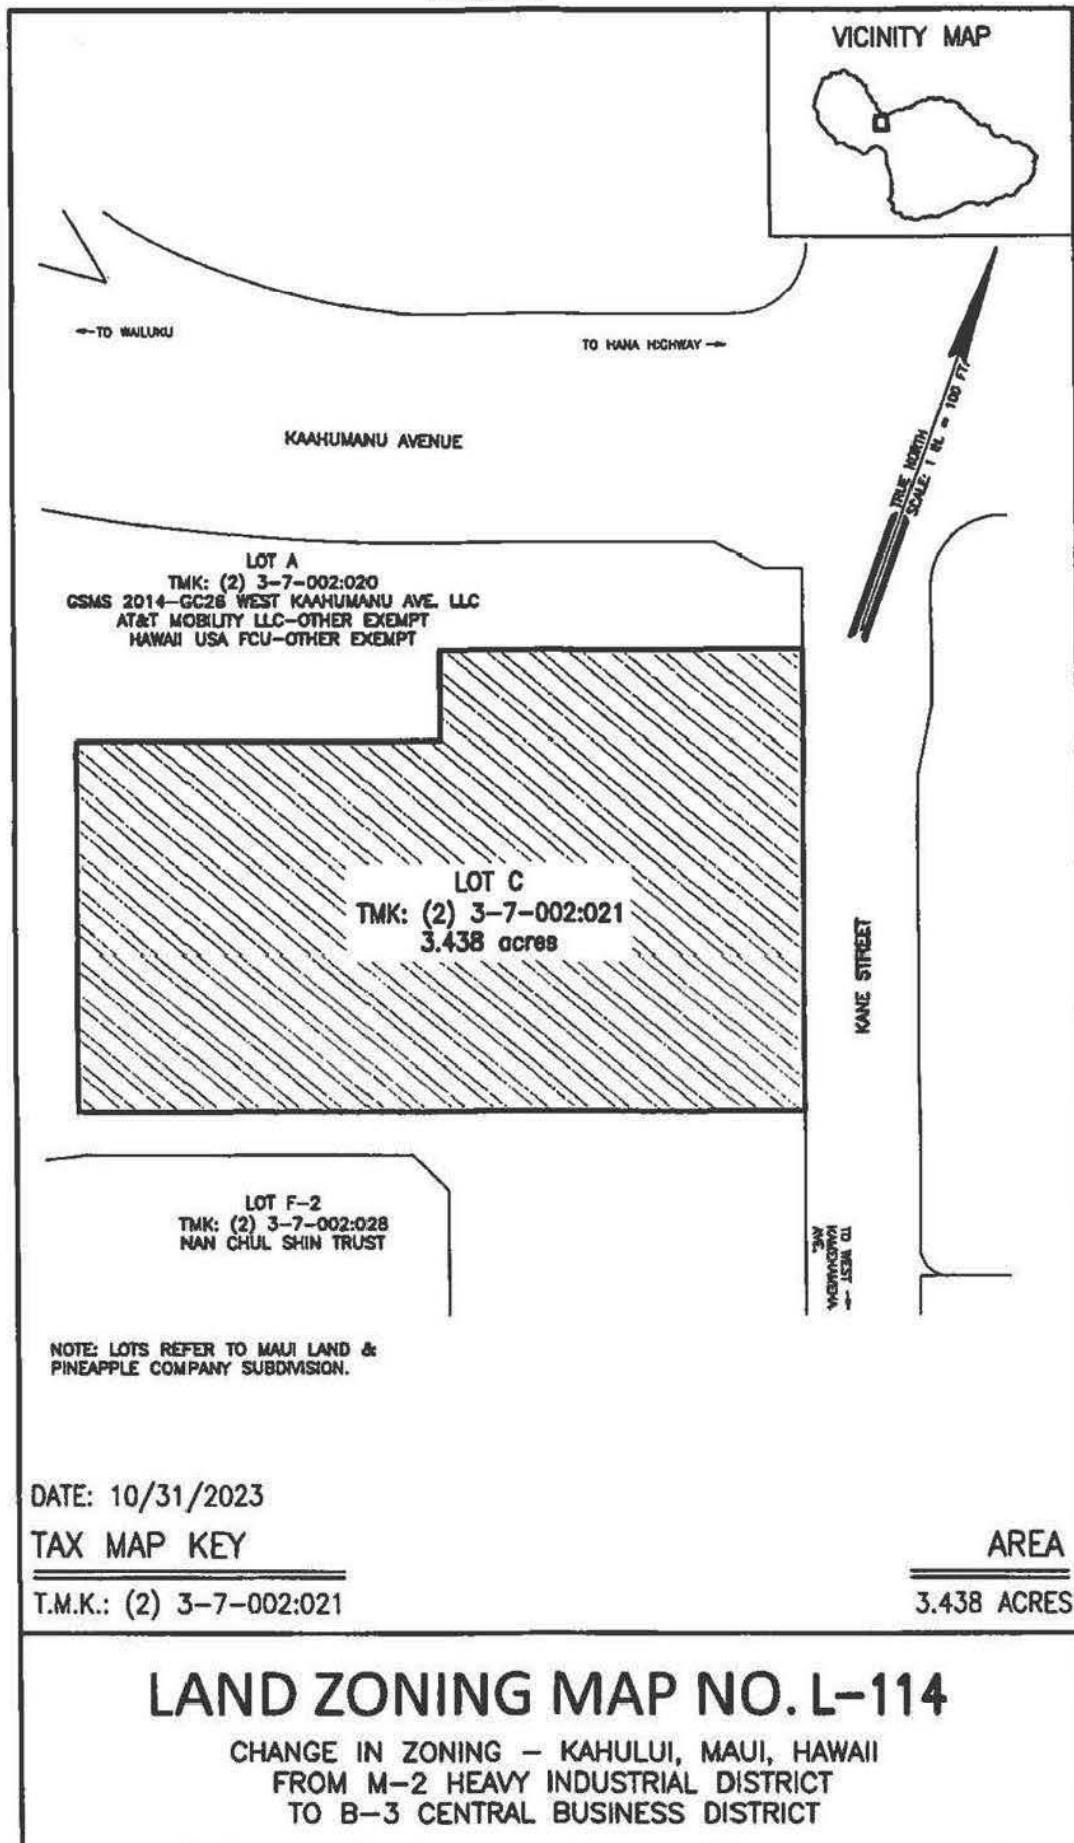 VICINITY MAP
←TO WAILUKU
TO HANA HIGHWAY→
KAAHUMANU AVENUE
TRUE NORTH
SCALE: 1 IN. = 100 FT.
LOT A
TMK: (2) 3-7-002:020
GSMS 2014-GC26 WEST KAAHUMANU AVE. LLC
AT&T MOBILITY LLC-OTHER EXEMPT
HAWAII USA FCU-OTHER EXEMPT
LOT C
TMK: (2) 3-7-002:021
3.438 acres
KANE STREET
LOT F-2
TMK: (2) 3-7-002:028
NAN CHUL SHIN TRUST
TO WEST →
KAMEHAMEHA
AVE.
NOTE: LOTS REFER TO MAUI LAND &
PINEAPPLE COMPANY SUBDIVISION.
DATE: 10/31/2023
TAX MAP KEY
AREA
T.M.K.: (2) 3-7-002:021
3.438 ACRES
LAND ZONING MAP NO. L-114
CHANGE IN ZONING - KAHULUI, MAUI, HAWAII
FROM M-2 HEAVY INDUSTRIAL DISTRICT
TO B-3 CENTRAL BUSINESS DISTRICT